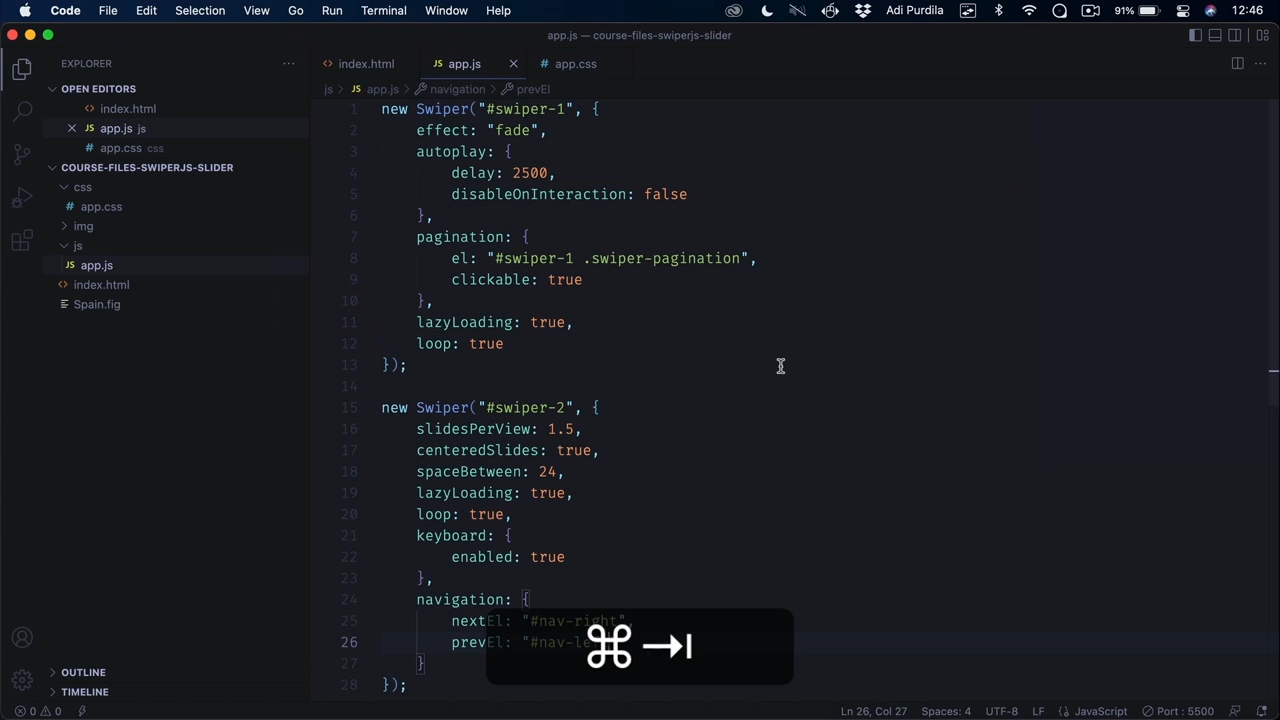 Code File Edit Selection View Go Run Terminal Window Help Adi Purdila 91% 12:46
app.js — course-files-swiperjs-slider
EXPLORER
OPEN EDITORS
index.html
app.js js
app.css css
COURSE-FILES-SWIPERJS-SLIDER
css
app.css
img
js
app.js
index.html
Spain.fig
OUTLINE
TIMELINE
index.html app.js app.css
js > app.js > navigation > prevEl
1 new Swiper("#swiper-1", {
2 effect: "fade",
3 autoplay: {
4 delay: 2500,
5 disableOnInteraction: false
6 },
7 pagination: {
8 el: "#swiper-1 .swiper-pagination",
9 clickable: true
10 },
11 lazyLoading: true,
12 loop: true
13 });
14
15 new Swiper("#swiper-2", {
16 slidesPerView: 1.5,
17 centeredSlides: true,
18 spaceBetween: 24,
19 lazyLoading: true,
20 loop: true,
21 keyboard: {
22 enabled: true
23 },
24 navigation: {
25 nextEl: "#nav-right",
26 prevEl:
27 }
28 });
⌘ ⇥
0 0 Ln 26, Col 27 Spaces: 4 UTF-8 LF {} JavaScript Port : 5500